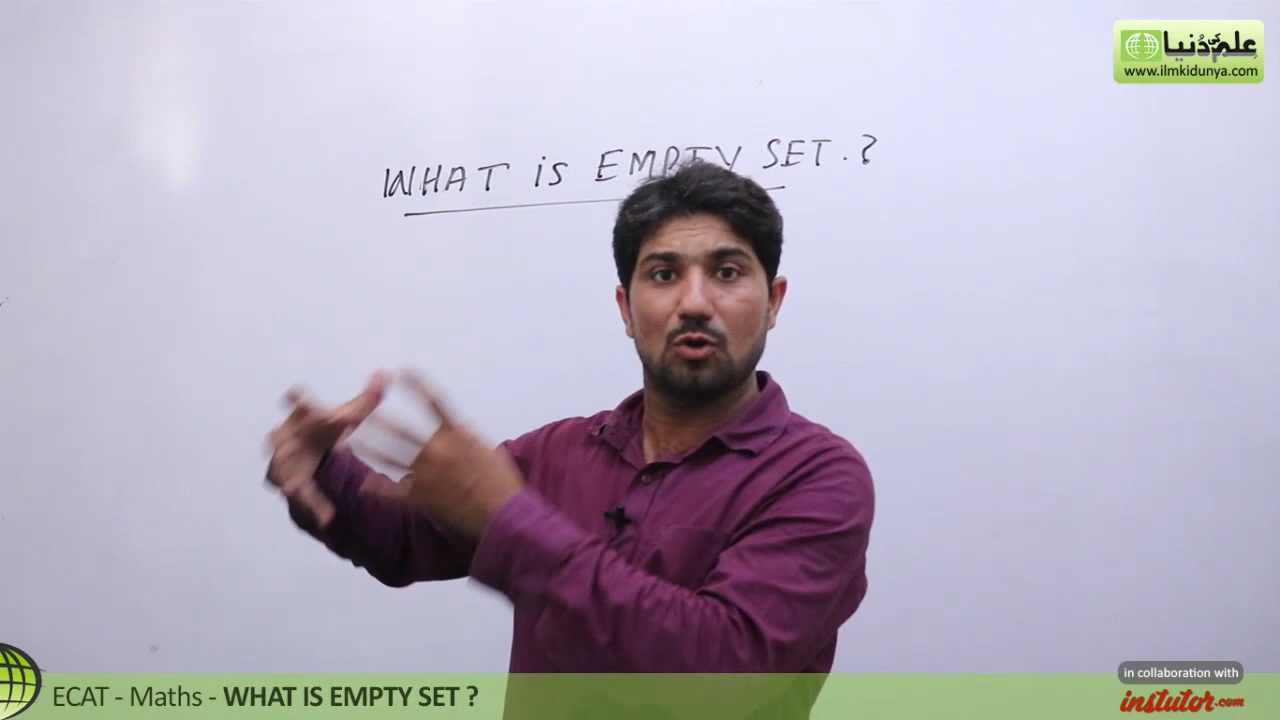 علم کی دُنیا
www.ilmkidunya.com
WHAT is EMPTY SET.?
in collaboration with
instutor.com
ECAT - Maths - WHAT IS EMPTY SET ?